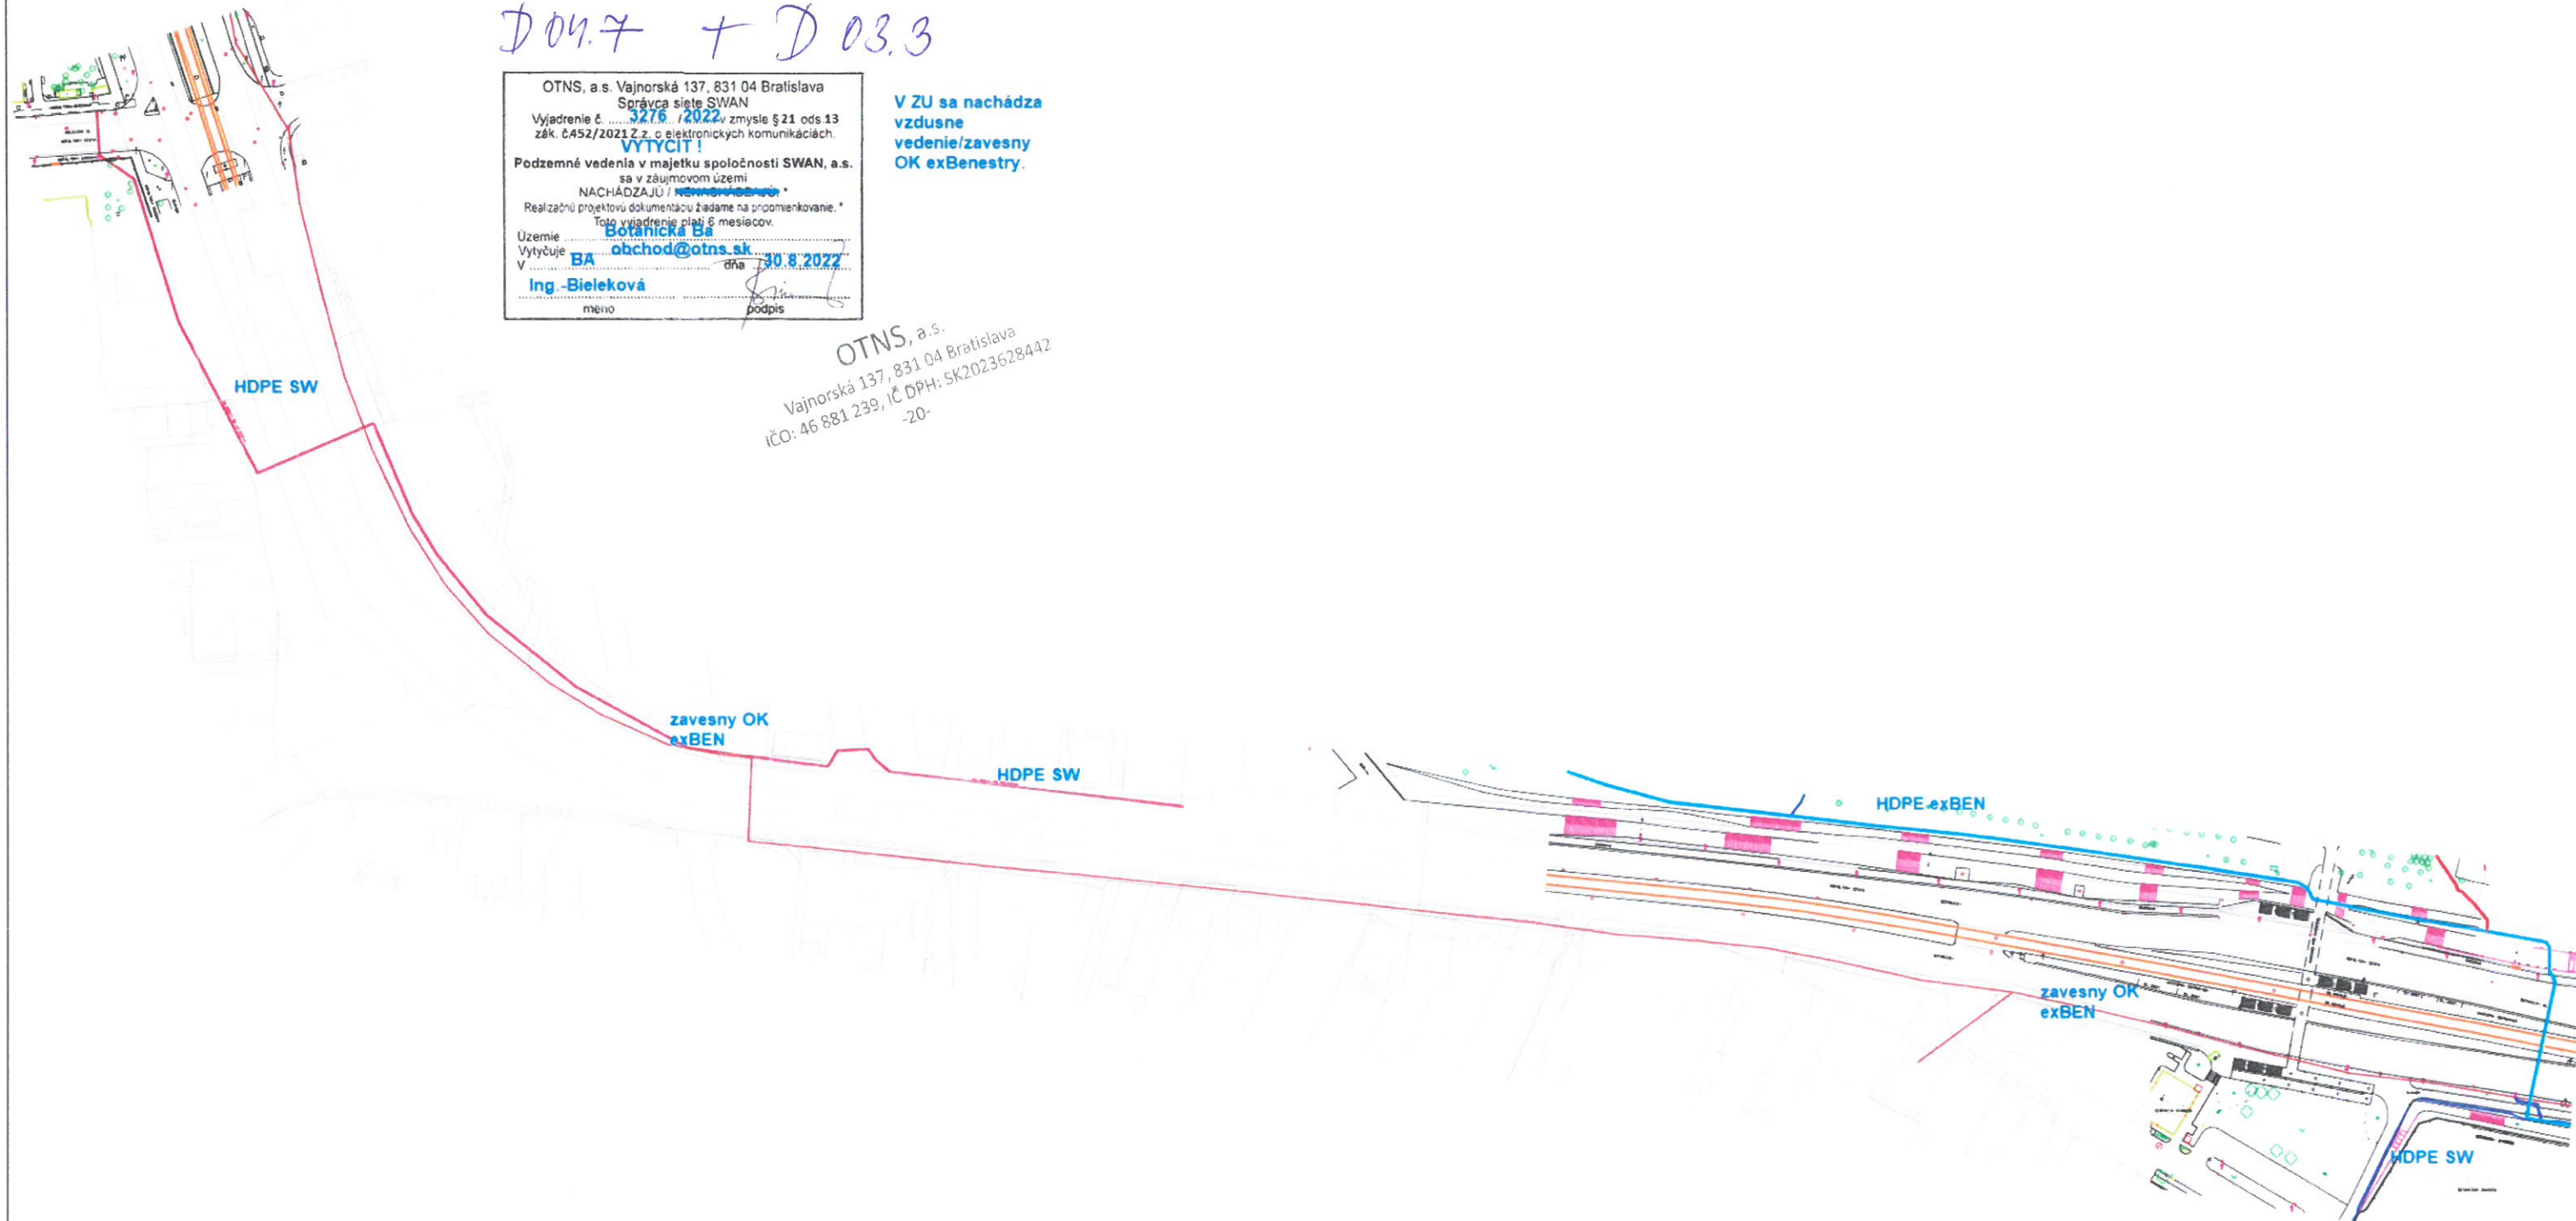 D 04.7 + D 03.3
OTNS, a.s. Vajnorská 137, 831 04 Bratislava
Správca siete SWAN
Vyjadrenie č. 3276 / 2022 v zmysle § 21 ods.13
zák. č.452/2021 Z.z. o elektronických komunikáciách.
VYTÝČIŤ !
Podzemné vedenia v majetku spoločnosti SWAN, a.s.
sa v záujmovom území
NACHÁDZAJÚ / *
Realizačnú projektovú dokumentáciu žiadame na pripomienkovanie. *
Toto vyjadrenie platí 6 mesiacov.
Územie Botanická Ba
Vytyčuje obchod@otns.sk
V BA dňa 30.8.2022
Ing.-Bieleková
meno podpis
V ZU sa nachádza
vzdusne
vedenie/zavesny
OK exBenestry.
OTNS, a.s.
Vajnorská 137, 831 04 Bratislava
IČO: 46 881 239, IČ DPH: SK2023628442
-20-
HDPE SW
zavesny OK
exBEN
HDPE SW
HDPE exBEN
zavesny OK
exBEN
HDPE SW